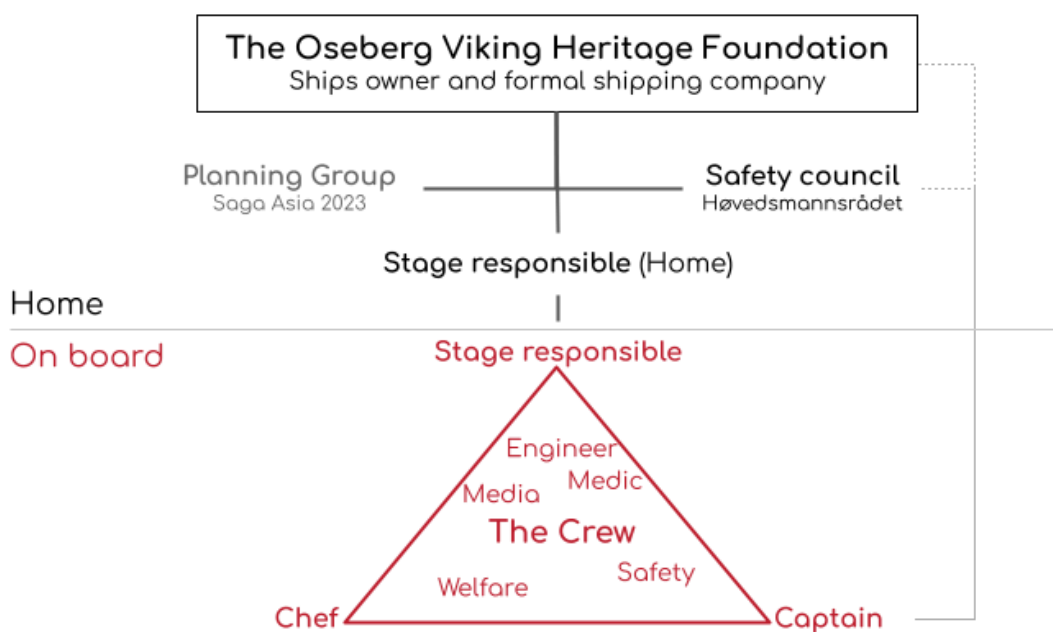 The Oseberg Viking Heritage Foundation
Ships owner and formal shipping company
Planning Group
Saga Asia 2023
Safety council
Høvedsmannsrådet
Stage responsible (Home)
Home
On board
Stage responsible
Engineer
Medic
Media
The Crew
Safety
Welfare
Chef
Captain